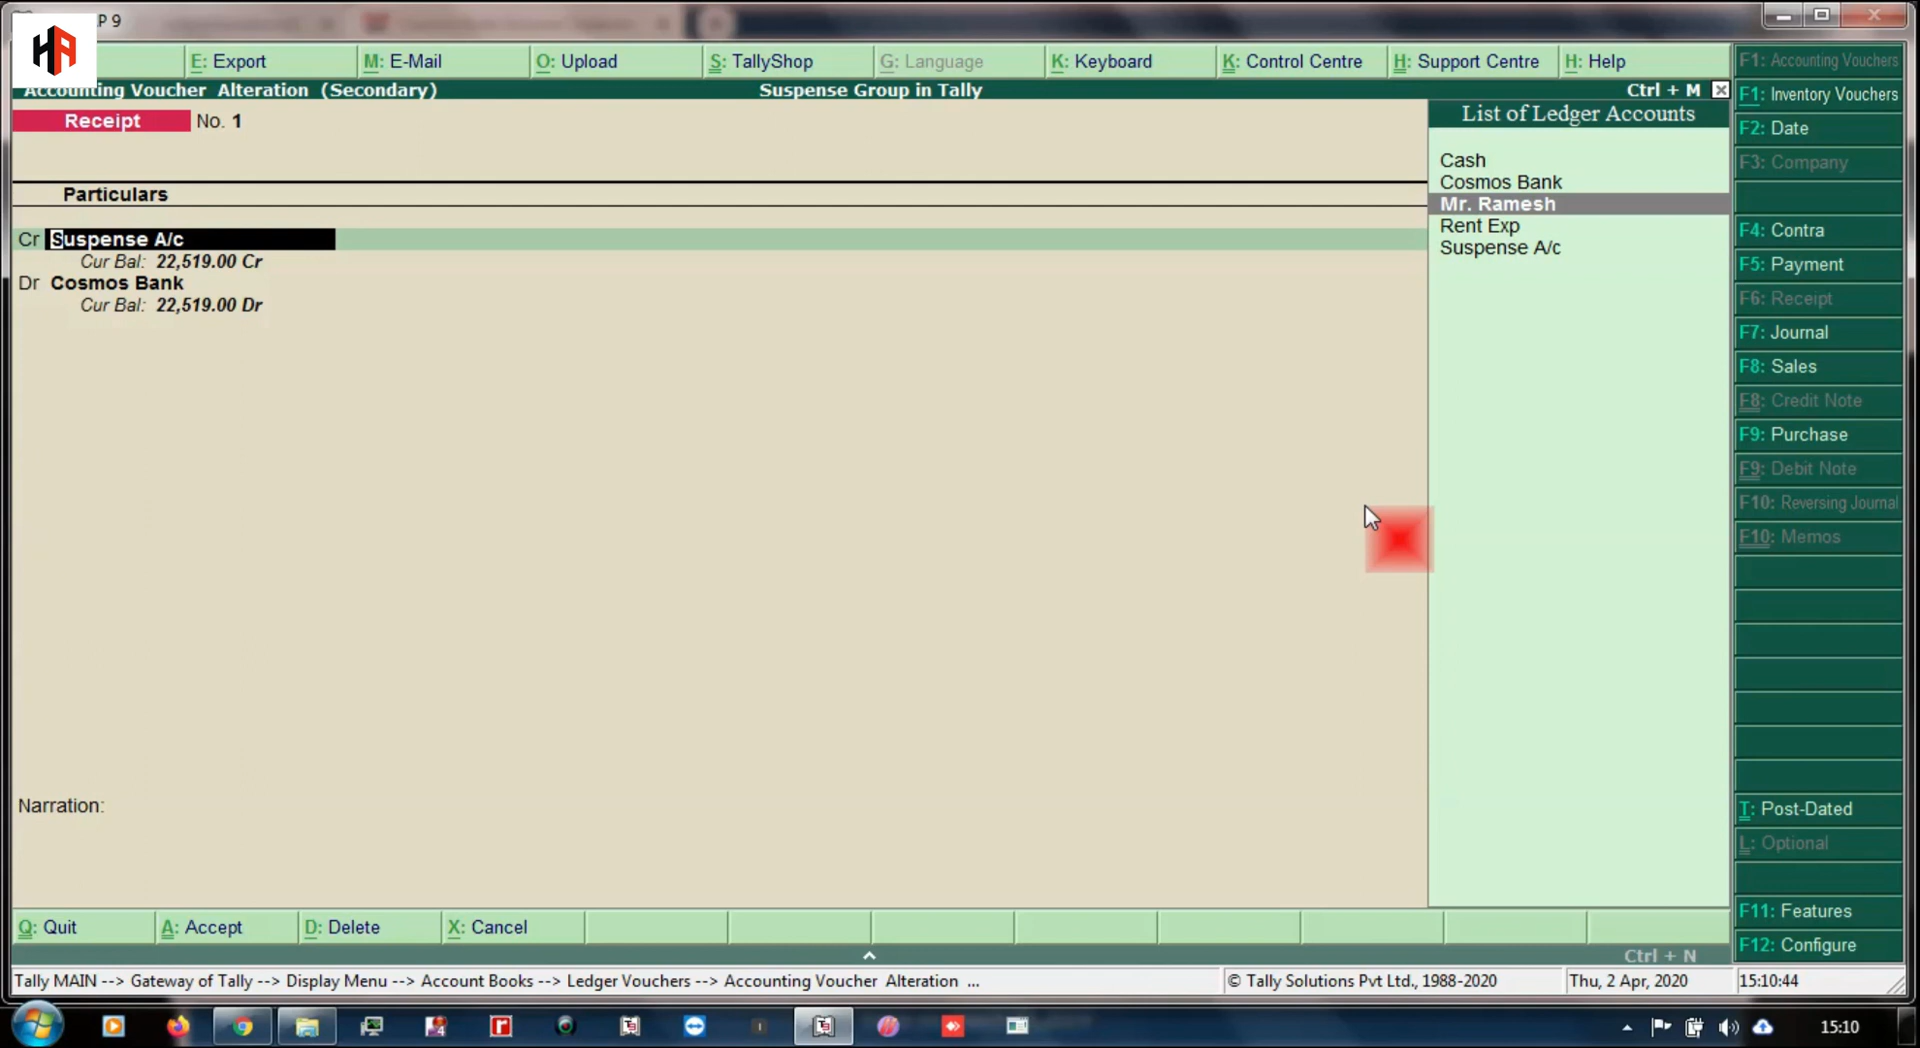 P 9
HA
E: Export
M: E-Mail
O: Upload
S: TallyShop
G: Language
K: Keyboard
K: Control Centre
H: Support Centre
H: Help
Accounting Voucher Alteration (Secondary)
Suspense Group in Tally
Ctrl + M
Receipt No. 1
Particulars
Cr Suspense A/c
Cur Bal: 22,519.00 Cr
Dr Cosmos Bank
Cur Bal: 22,519.00 Dr
Narration:
List of Ledger Accounts
Cash
Cosmos Bank
Mr. Ramesh
Rent Exp
Suspense A/c
F1: Accounting Vouchers
F1: Inventory Vouchers
F2: Date
F3: Company
F4: Contra
F5: Payment
F6: Receipt
F7: Journal
F8: Sales
F8: Credit Note
F9: Purchase
F9: Debit Note
F10: Reversing Journal
F10: Memos
T: Post-Dated
L: Optional
F11: Features
F12: Configure
Q: Quit
A: Accept
D: Delete
X: Cancel
Ctrl + N
Tally MAIN --> Gateway of Tally --> Display Menu --> Account Books --> Ledger Vouchers --> Accounting Voucher Alteration ...
© Tally Solutions Pvt Ltd., 1988-2020
Thu, 2 Apr, 2020
15:10:44
15:10